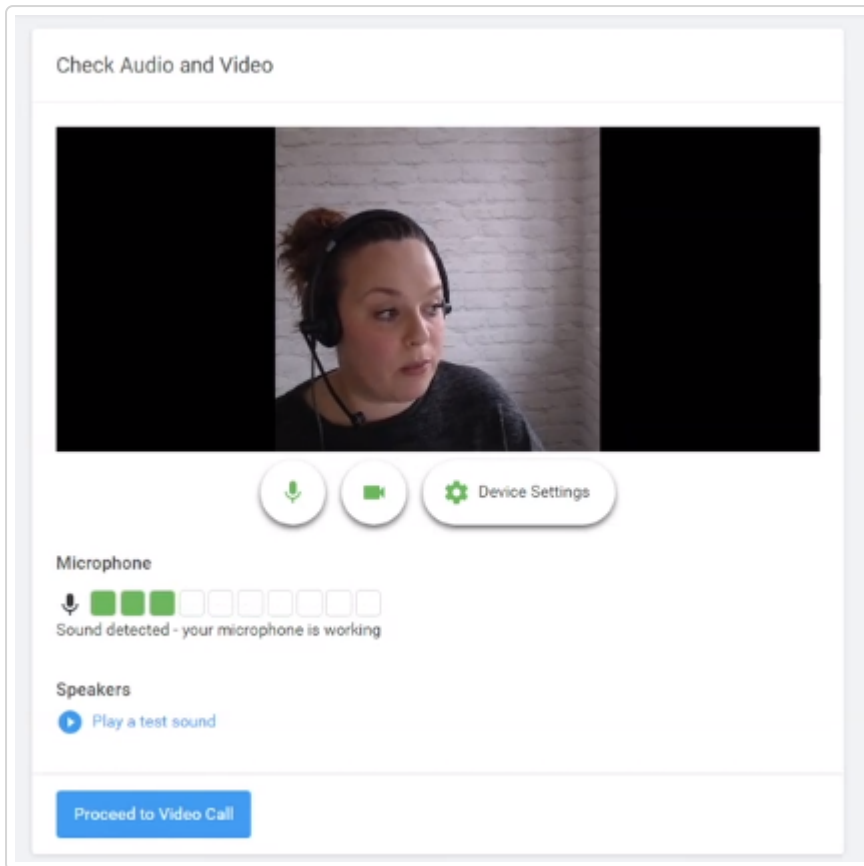 Check Audio and Video
Device Settings
Microphone
Sound detected - your microphone is working
Speakers
Play a test sound
Proceed to Video Call